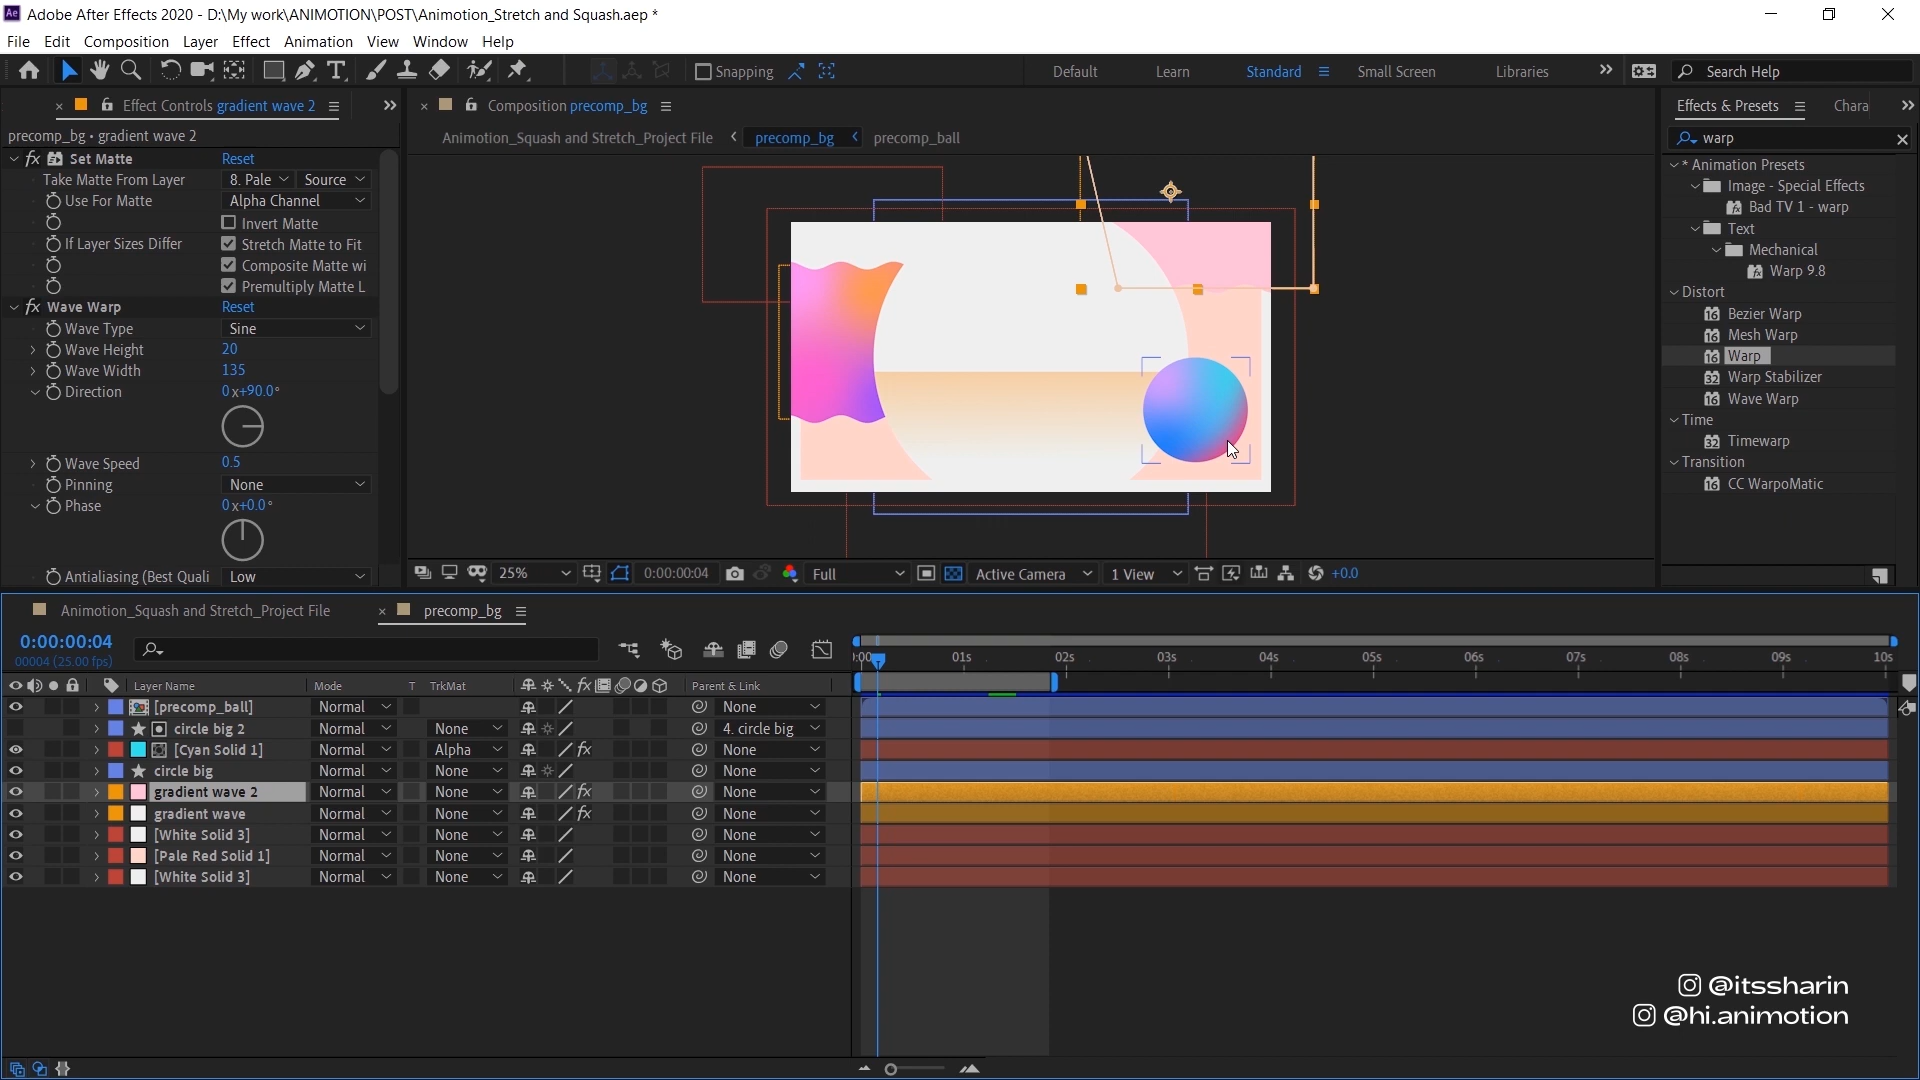 Adobe After Effects 2020 - D:\My work\ANIMOTION\POST\Animotion_Stretch and Squash.aep *
File Edit Composition Layer Effect Animation View Window Help
Snapping Default Learn Standard Small Screen Libraries Search Help
Effect Controls gradient wave 2
precomp_bg • gradient wave 2
Set Matte Reset
Take Matte From Layer 8. Pale Source
Use For Matte Alpha Channel
Invert Matte
If Layer Sizes Differ Stretch Matte to Fit
Composite Matte wi
Premultiply Matte L
Wave Warp Reset
Wave Type Sine
Wave Height 20
Wave Width 135
Direction 0x+90.0°
Wave Speed 0.5
Pinning None
Phase 0x+0.0°
Antialiasing (Best Quali Low
Composition precomp_bg
Animotion_Squash and Stretch_Project File precomp_bg precomp_ball
25% 0:00:00:04 Full Active Camera 1 View +0.0
Effects & Presets Chara
warp
* Animation Presets
Image - Special Effects
Bad TV 1 - warp
Text
Mechanical
Warp 9.8
Distort
Bezier Warp
Mesh Warp
Warp
Warp Stabilizer
Wave Warp
Time
Timewarp
Transition
CC WarpoMatic
Animotion_Squash and Stretch_Project File precomp_bg
0:00:00:04
00004 (25.00 fps)
Layer Name Mode T TrkMat Parent & Link
:00 01s 02s 03s 04s 05s 06s 07s 08s 09s 10s
[precomp_ball] Normal None
circle big 2 Normal None 4. circle big
[Cyan Solid 1] Normal Alpha None
circle big Normal None None
gradient wave 2 Normal None None
gradient wave Normal None None
[White Solid 3] Normal None None
[Pale Red Solid 1] Normal None None
[White Solid 3] Normal None None
@itssharin
@hi.animotion